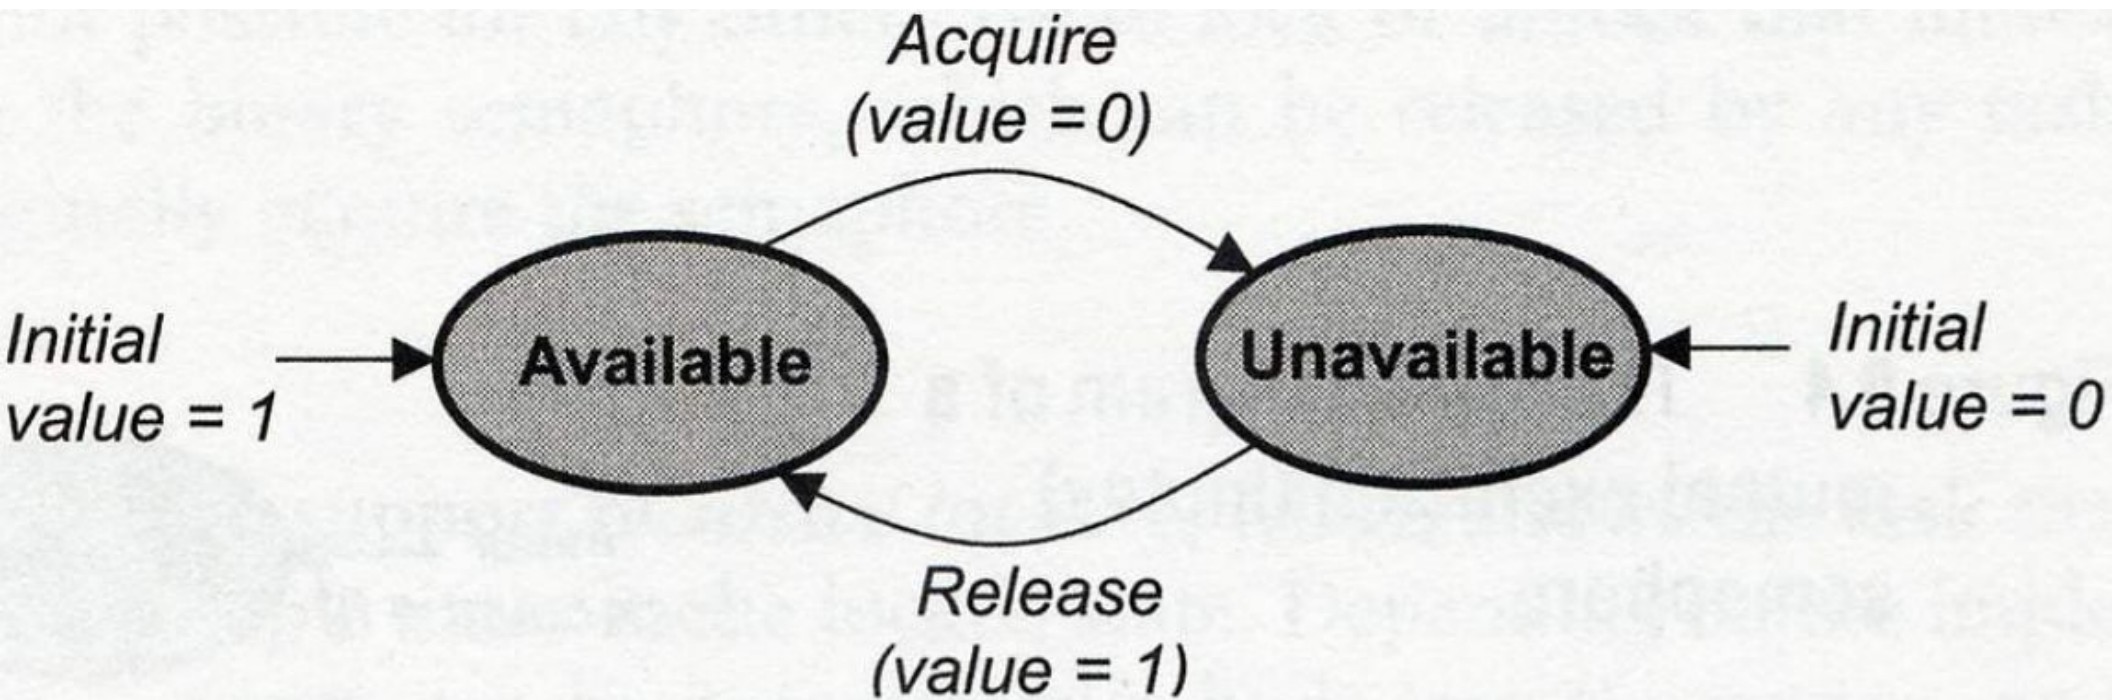 Acquire
(value = 0)
Initial
value = 1
Available
Unavailable
Initial
value = 0
Release
(value = 1)